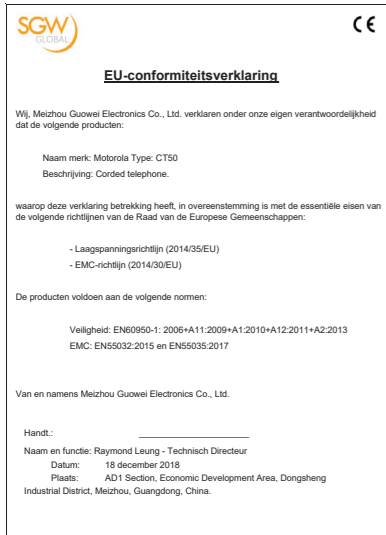 SGW
GLOBAL
CE
EU-conformiteitsverklaring
Wij, Meizhou Guowei Electronics Co., Ltd. verklaren onder onze eigen verantwoordelijkheid
dat de volgende producten:
Naam merk: Motorola Type: CT50
Beschrijving: Corded telephone.
waarop deze verklaring betrekking heeft, in overeenstemming is met de essentiële eisen van
de volgende richtlijnen van de Raad van de Europese Gemeenschappen:
- Laagspanningsrichtlijn (2014/35/EU)
- EMC-richtlijn (2014/30/EU)
De producten voldoen aan de volgende normen:
Veiligheid: EN60950-1: 2006+A11:2009+A1:2010+A12:2011+A2:2013
EMC: EN55032:2015 en EN55035:2017
Van en namens Meizhou Guowei Electronics Co., Ltd.
Handt.:
Naam en functie: Raymond Leung - Technisch Directeur
Datum: 18 december 2018
Plaats: AD1 Section, Economic Development Area, Dongsheng
Industrial District, Meizhou, Guangdong, China.